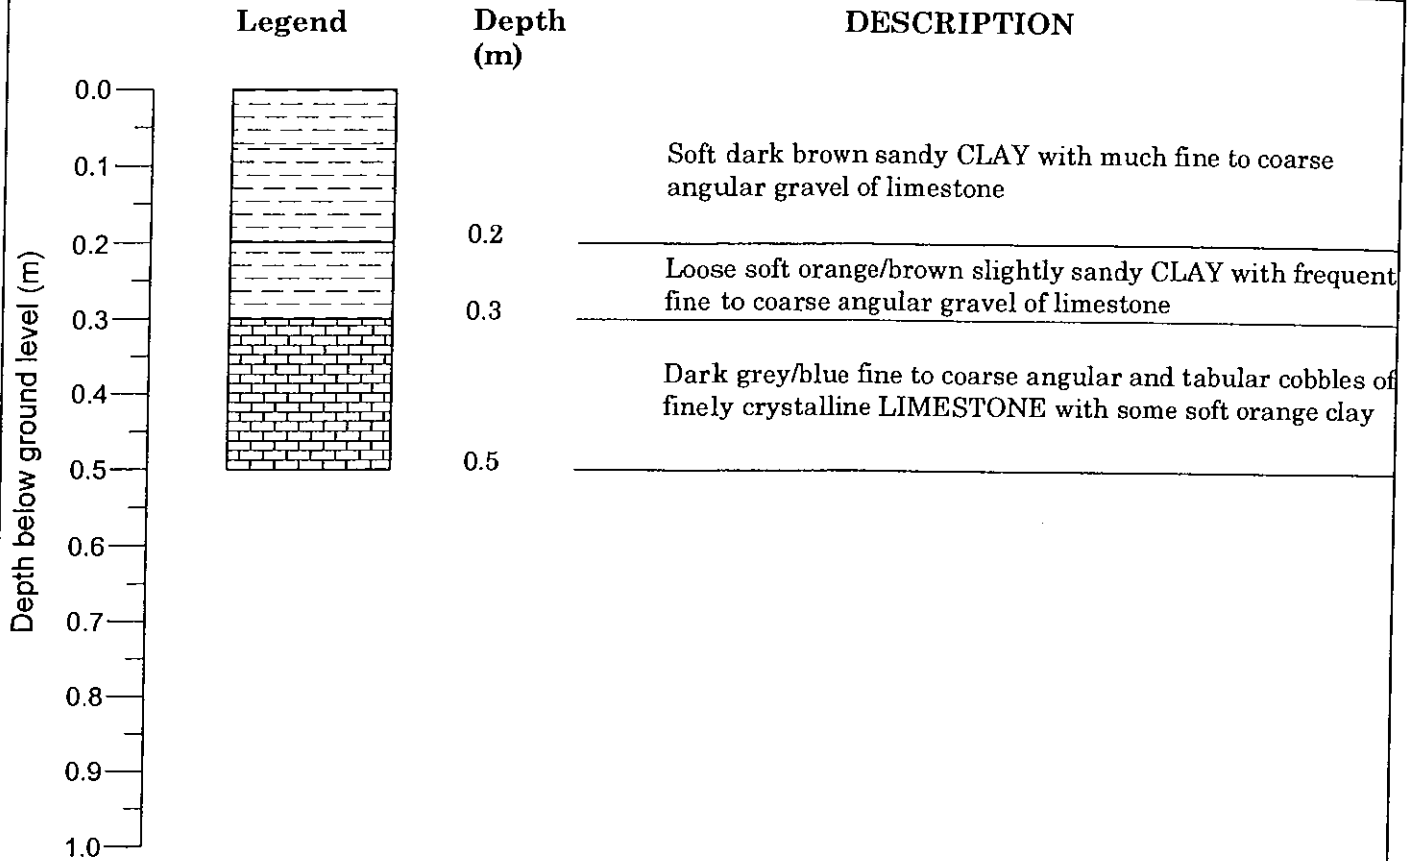 Legend
Depth
(m)
DESCRIPTION
Depth below ground level (m)
0.0
0.1
0.2
0.3
0.4
0.5
0.6
0.7
0.8
0.9
1.0
Soft dark brown sandy CLAY with much fine to coarse
angular gravel of limestone
0.2
Loose soft orange/brown slightly sandy CLAY with frequent
fine to coarse angular gravel of limestone
0.3
Dark grey/blue fine to coarse angular and tabular cobbles of
finely crystalline LIMESTONE with some soft orange clay
0.5